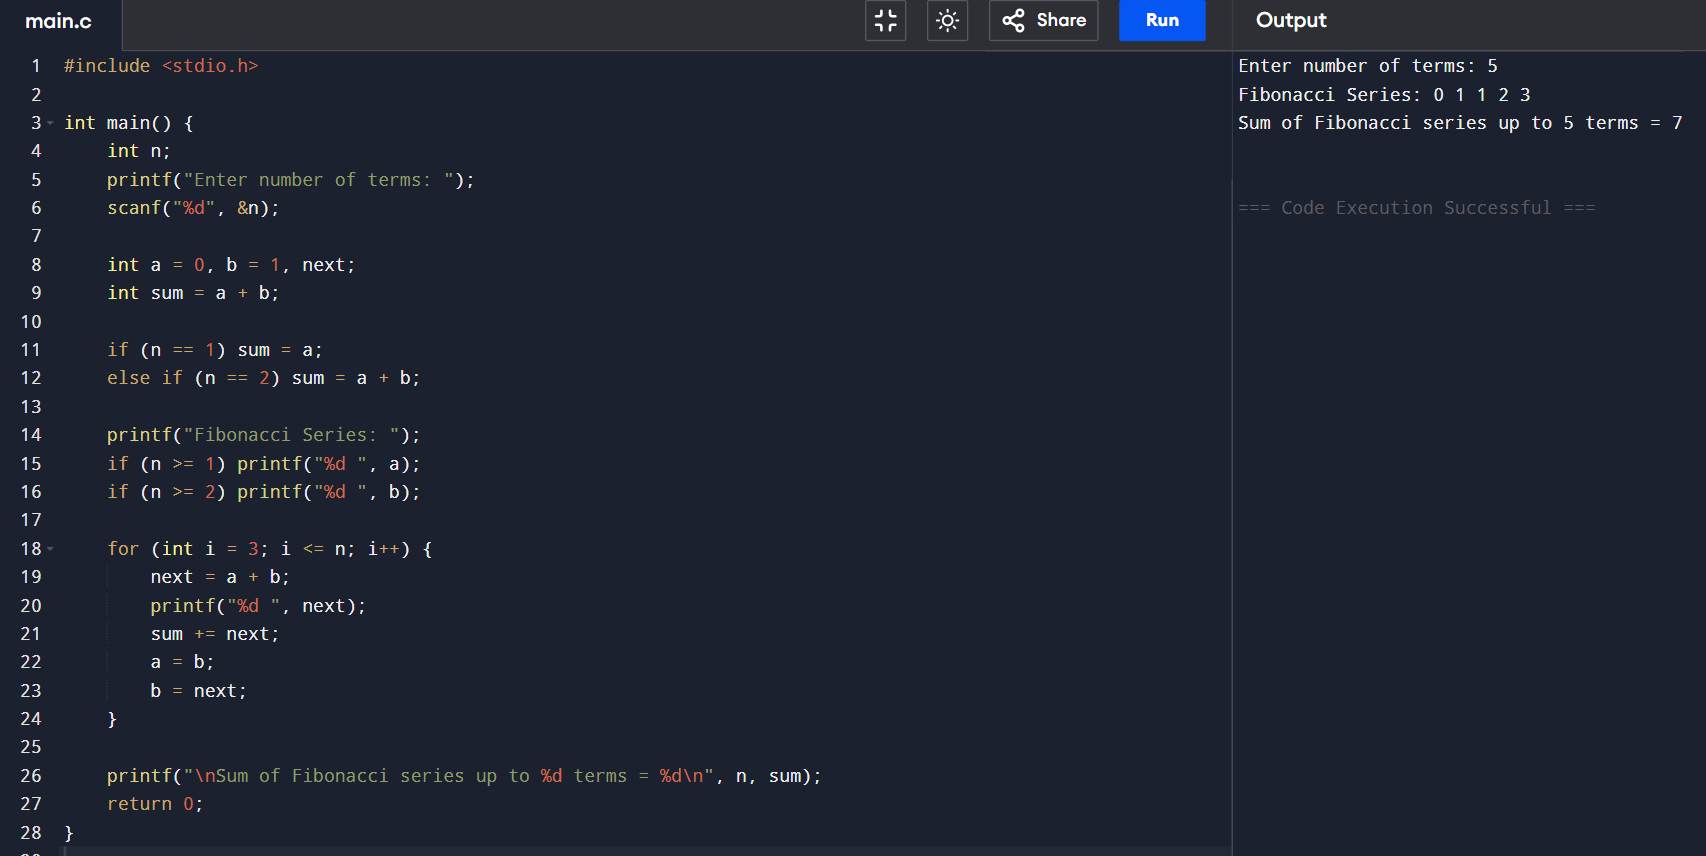 main.c
Share
Run
Output
1 #include <stdio.h>
2
3 int main() {
4     int n;
5     printf("Enter number of terms: ");
6     scanf("%d", &n);
7
8     int a = 0, b = 1, next;
9     int sum = a + b;
10
11     if (n == 1) sum = a;
12     else if (n == 2) sum = a + b;
13
14     printf("Fibonacci Series: ");
15     if (n >= 1) printf("%d ", a);
16     if (n >= 2) printf("%d ", b);
17
18     for (int i = 3; i <= n; i++) {
19         next = a + b;
20         printf("%d ", next);
21         sum += next;
22         a = b;
23         b = next;
24     }
25
26     printf("\nSum of Fibonacci series up to %d terms = %d\n", n, sum);
27     return 0;
28 }
Enter number of terms: 5
Fibonacci Series: 0 1 1 2 3
Sum of Fibonacci series up to 5 terms = 7
=== Code Execution Successful ===